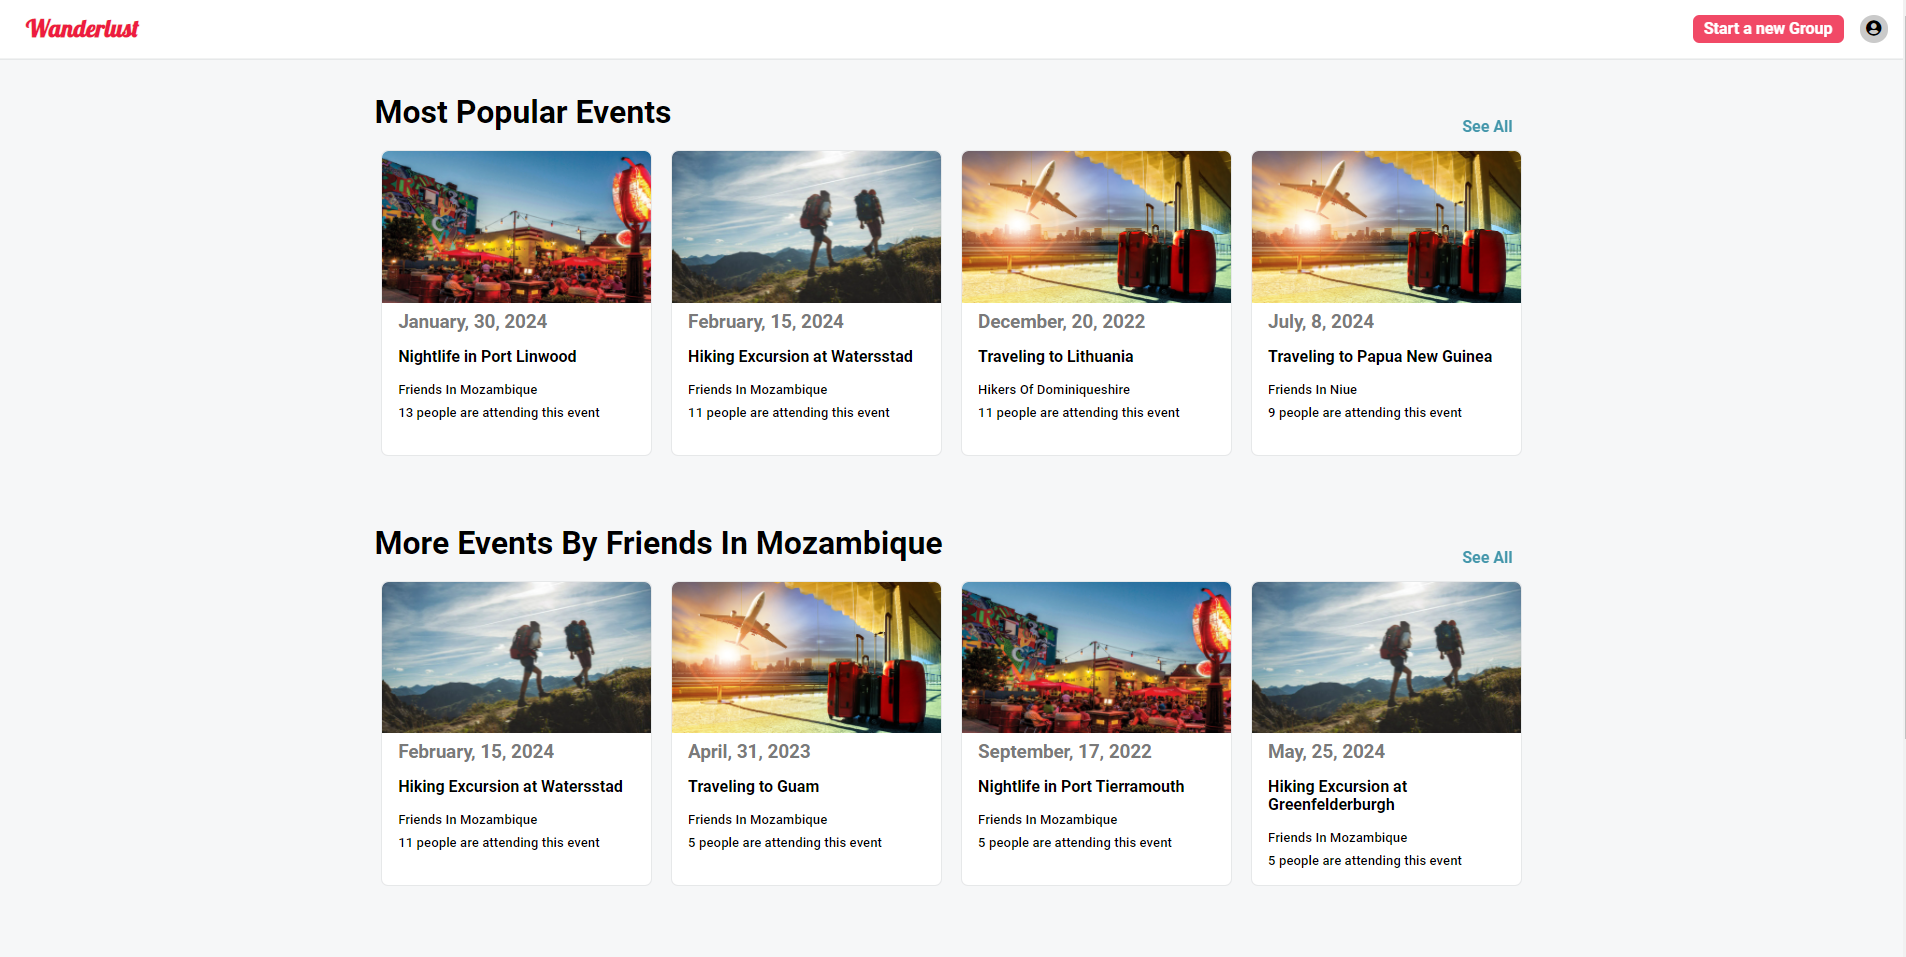 Wanderlust
Start a new Group
Most Popular Events
See All
January, 30, 2024
Nightlife in Port Linwood
Friends In Mozambique
13 people are attending this event
February, 15, 2024
Hiking Excursion at Watersstad
Friends In Mozambique
11 people are attending this event
December, 20, 2022
Traveling to Lithuania
Hikers Of Dominiqueshire
11 people are attending this event
July, 8, 2024
Traveling to Papua New Guinea
Friends In Niue
9 people are attending this event
More Events By Friends In Mozambique
See All
February, 15, 2024
Hiking Excursion at Watersstad
Friends In Mozambique
11 people are attending this event
April, 31, 2023
Traveling to Guam
Friends In Mozambique
5 people are attending this event
September, 17, 2022
Nightlife in Port Tierramouth
Friends In Mozambique
5 people are attending this event
May, 25, 2024
Hiking Excursion at
Greenfelderburgh
Friends In Mozambique
5 people are attending this event